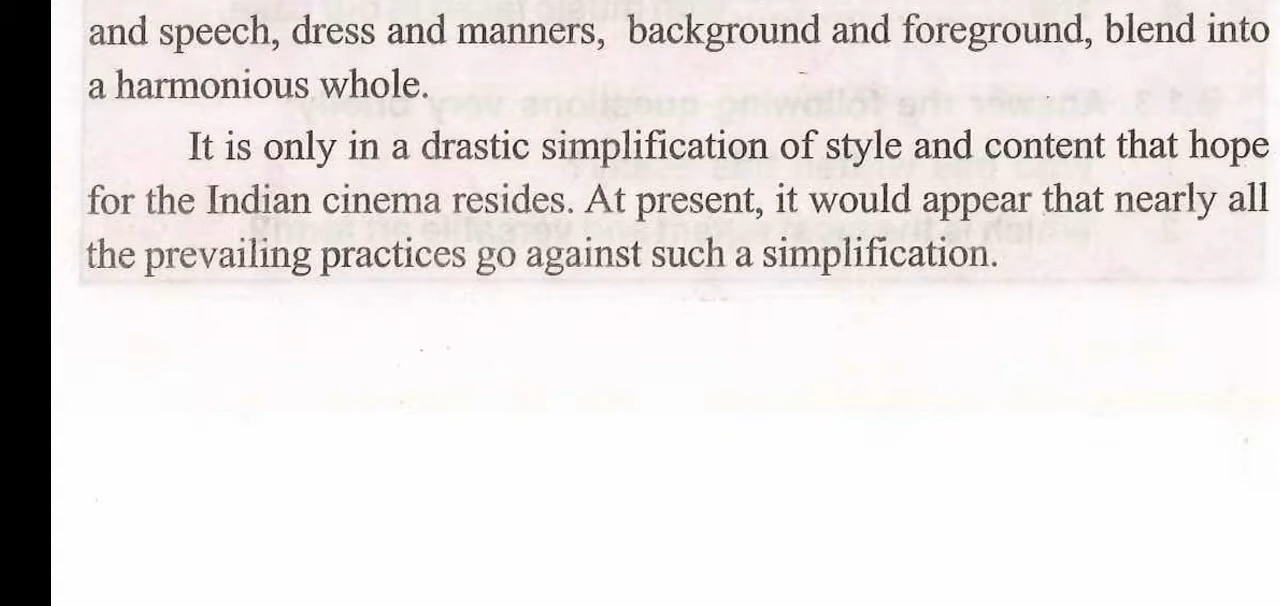 and speech, dress and manners, background and foreground, blend into
a harmonious whole.
It is only in a drastic simplification of style and content that hope
for the Indian cinema resides. At present, it would appear that nearly all
the prevailing practices go against such a simplification.